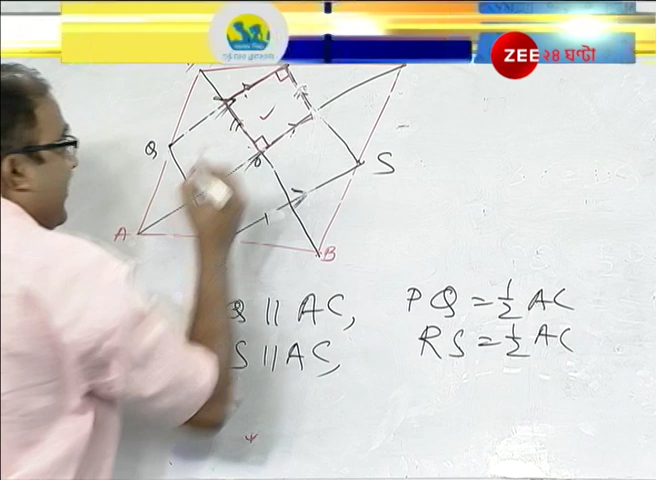 ZEE ২৪ ঘণ্টা
Q
S
O
A
B
Q || AC, PQ = 1/2 AC
S || AC, RS = 1/2 AC